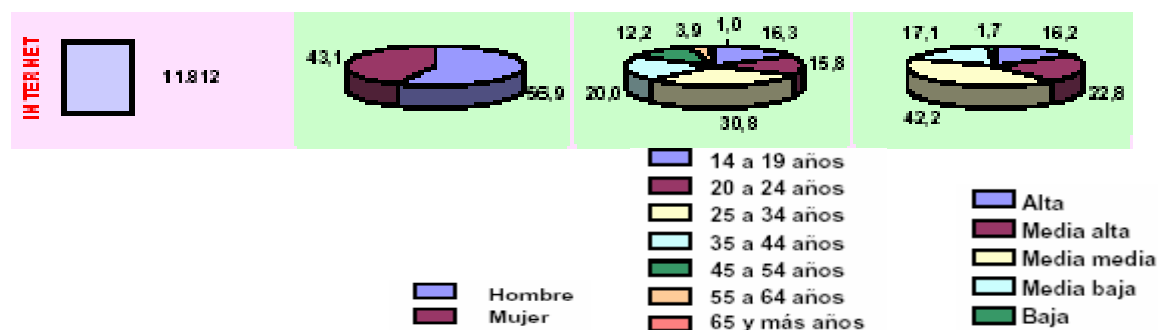 INTERNET
11.812
43,1
56,9
12,2
3,9
1,0
16,3
15,8
20,0
30,8
17,1
1,7
16,2
22,8
42,2
Hombre
Mujer
14 a 19 años
20 a 24 años
25 a 34 años
35 a 44 años
45 a 54 años
55 a 64 años
65 y más años
Alta
Media alta
Media media
Media baja
Baja